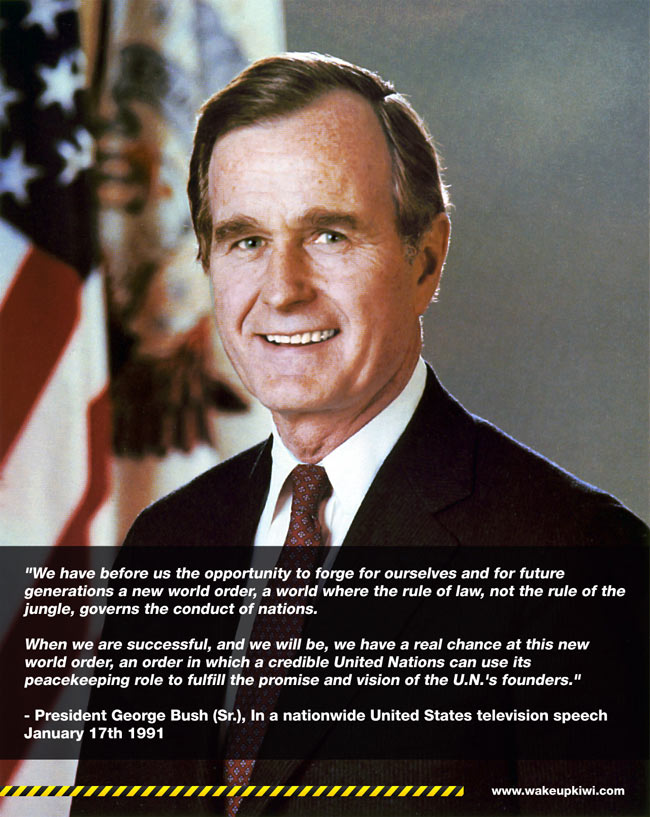 "We have before us the opportunity to forge for ourselves and for future
generations a new world order, a world where the rule of law, not the rule of the
jungle, governs the conduct of nations.
When we are successful, and we will be, we have a real chance at this new
world order, an order in which a credible United Nations can use its
peacekeeping role to fulfill the promise and vision of the U.N.'s founders."
- President George Bush (Sr.), In a nationwide United States television speech
January 17th 1991
www.wakeupkiwi.com